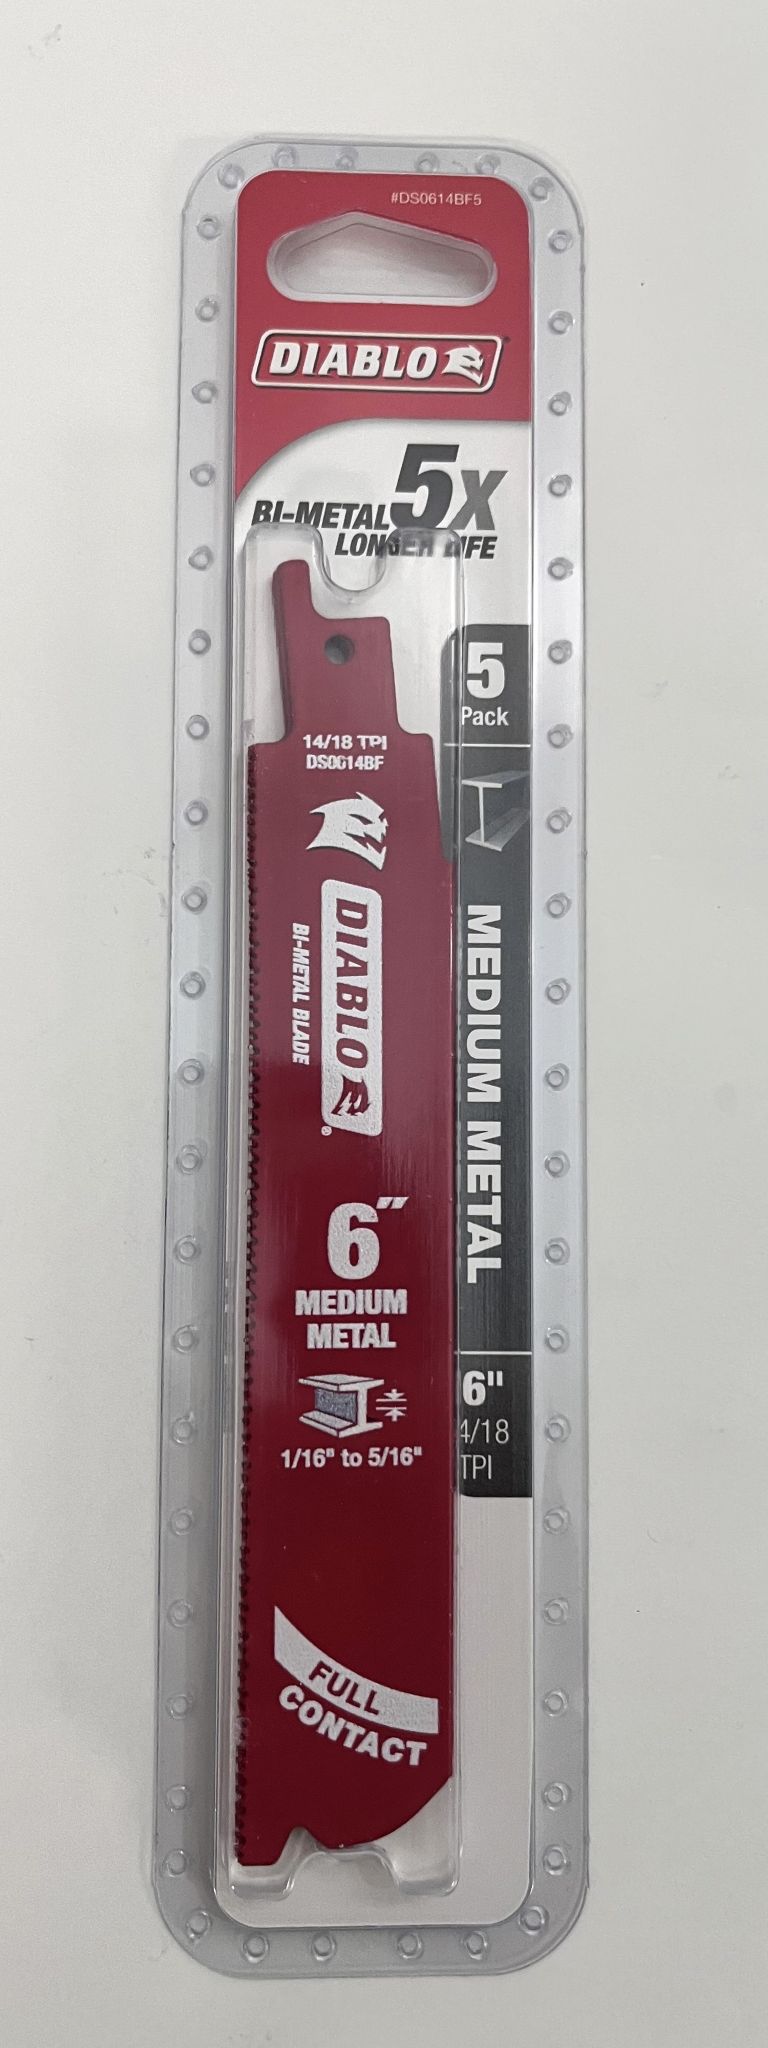 #DS0614BF5
DIABLO
BI-METAL 5X
LONGER LIFE
5
Pack
14/18 TPI
DS0614BF
DIABLO
BI-METAL BLADE
MEDIUM METAL
6"
MEDIUM
METAL
1/16" to 5/16"
6"
4/18
TPI
FULL
CONTACT